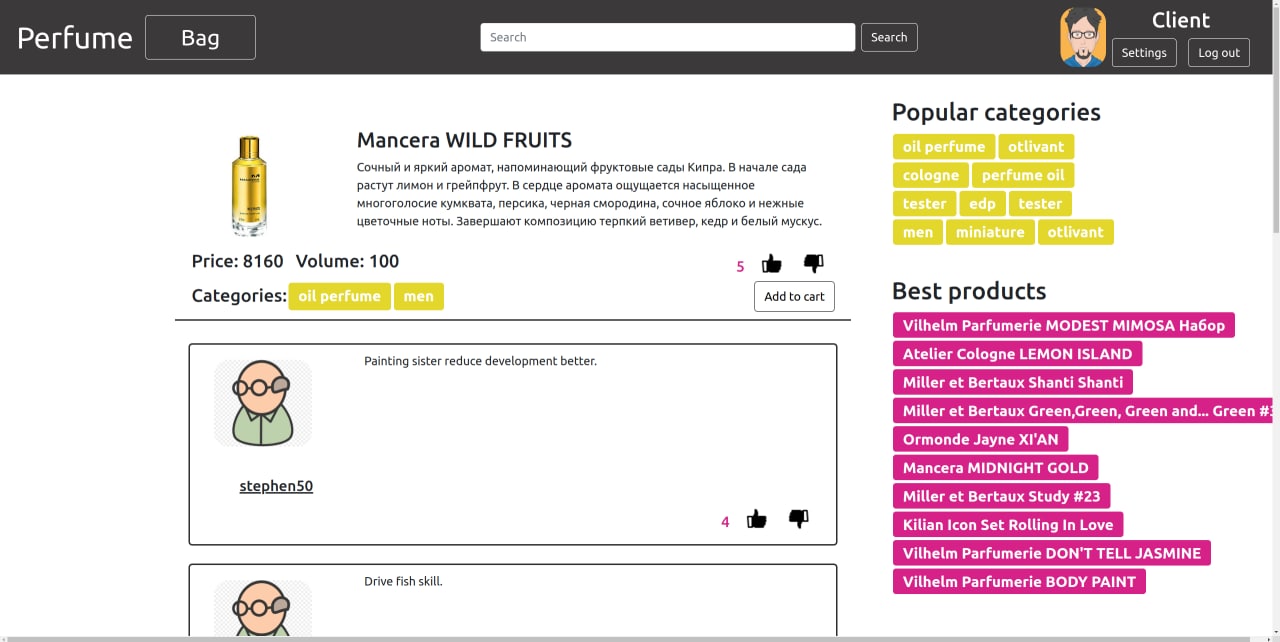 Perfume Bag Search Search Client
Settings Log out
Mancera WILD FRUITS
Сочный и яркий аромат, напоминающий фруктовые сады Кипра. В начале сада
растут лимон и грейпфрут. В сердце аромата ощущается насыщенное
многоголосие кумквата, персика, черная смородина, сочное яблоко и нежные
цветочные ноты. Завершают композицию терпкий ветивер, кедр и белый мускус.
Price: 8160 Volume: 100
5
Categories: oil perfume men
Add to cart
Painting sister reduce development better.
stephen50
4
Drive fish skill.
Popular categories
oil perfume otlivant
cologne perfume oil
tester edp tester
men miniature otlivant
Best products
Vilhelm Parfumerie MODEST MIMOSA Набор
Atelier Cologne LEMON ISLAND
Miller et Bertaux Shanti Shanti
Miller et Bertaux Green,Green, Green and... Green
Ormonde Jayne XI'AN
Mancera MIDNIGHT GOLD
Miller et Bertaux Study #23
Kilian Icon Set Rolling In Love
Vilhelm Parfumerie DON'T TELL JASMINE
Vilhelm Parfumerie BODY PAINT